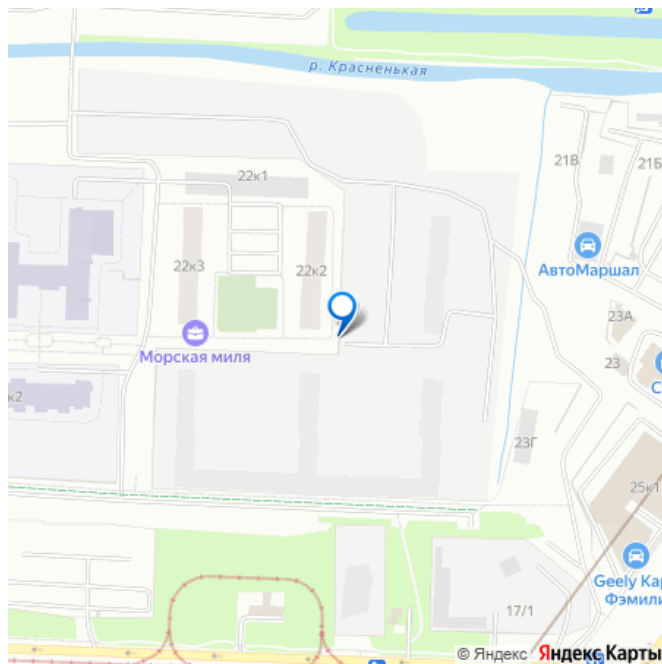 р. Красненькая
21В
21Б
22к1
22к3
22к2
АвтоМаршал
23А
Морская миля
23
С
к2
23Г
25к1
Geely Кар
Фэмили
17/1
© Яндекс Яндекс Карты